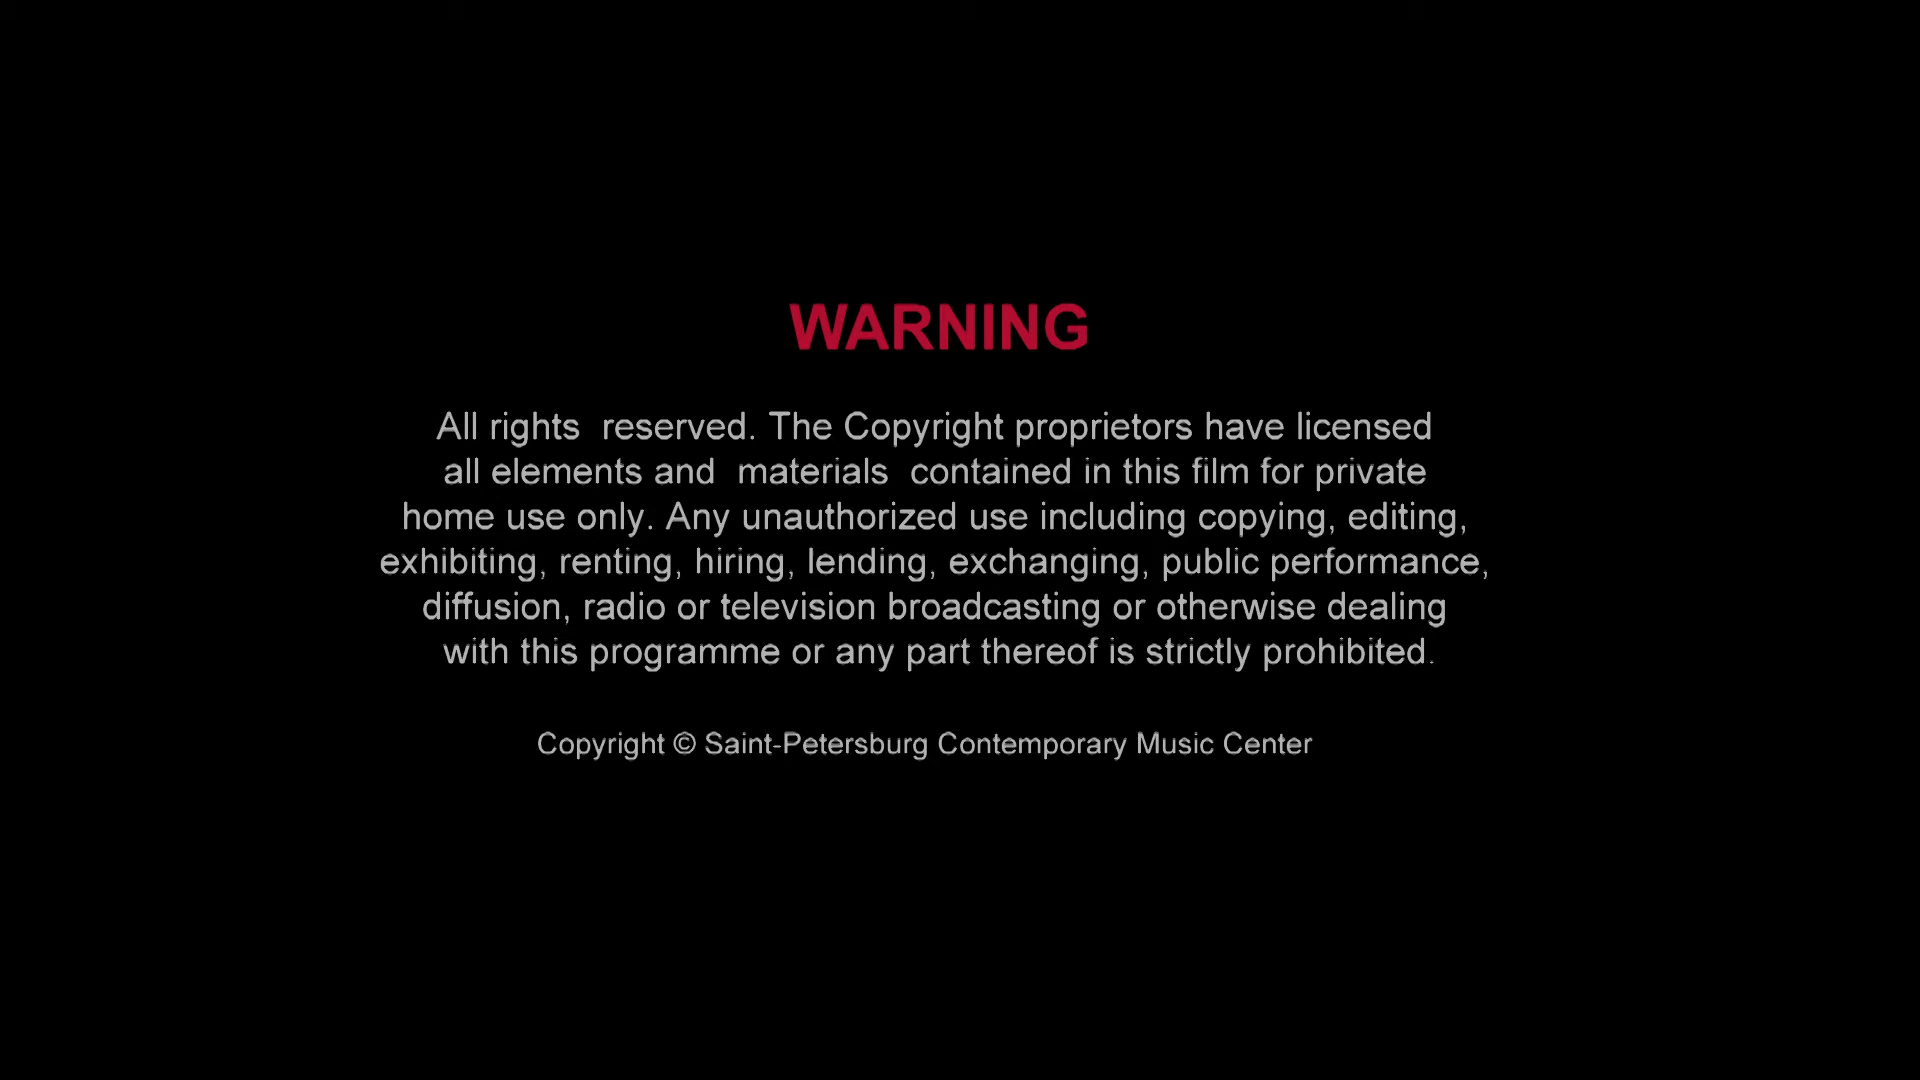 WARNING
All rights  reserved. The Copyright proprietors have licensed
all elements and  materials  contained in this film for private
home use only. Any unauthorized use including copying, editing,
exhibiting, renting, hiring, lending, exchanging, public performance,
diffusion, radio or television broadcasting or otherwise dealing
with this programme or any part thereof is strictly prohibited.
Copyright © Saint-Petersburg Contemporary Music Center